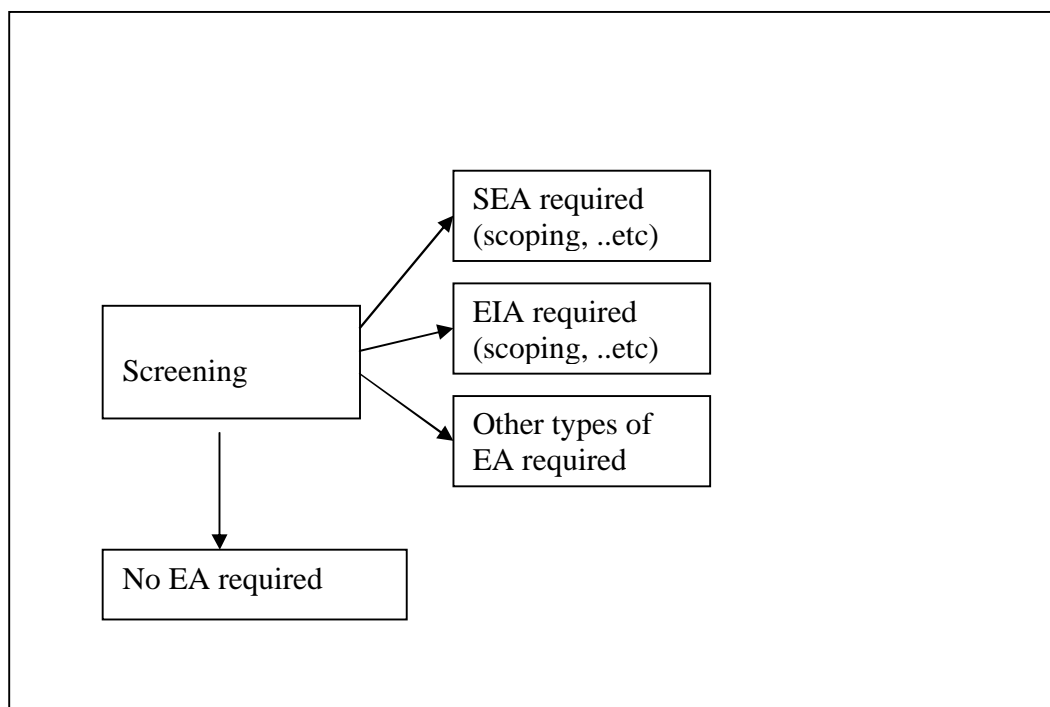 SEA required
(scoping, ..etc)
EIA required
(scoping, ..etc)
Screening
Other types of
EA required
No EA required